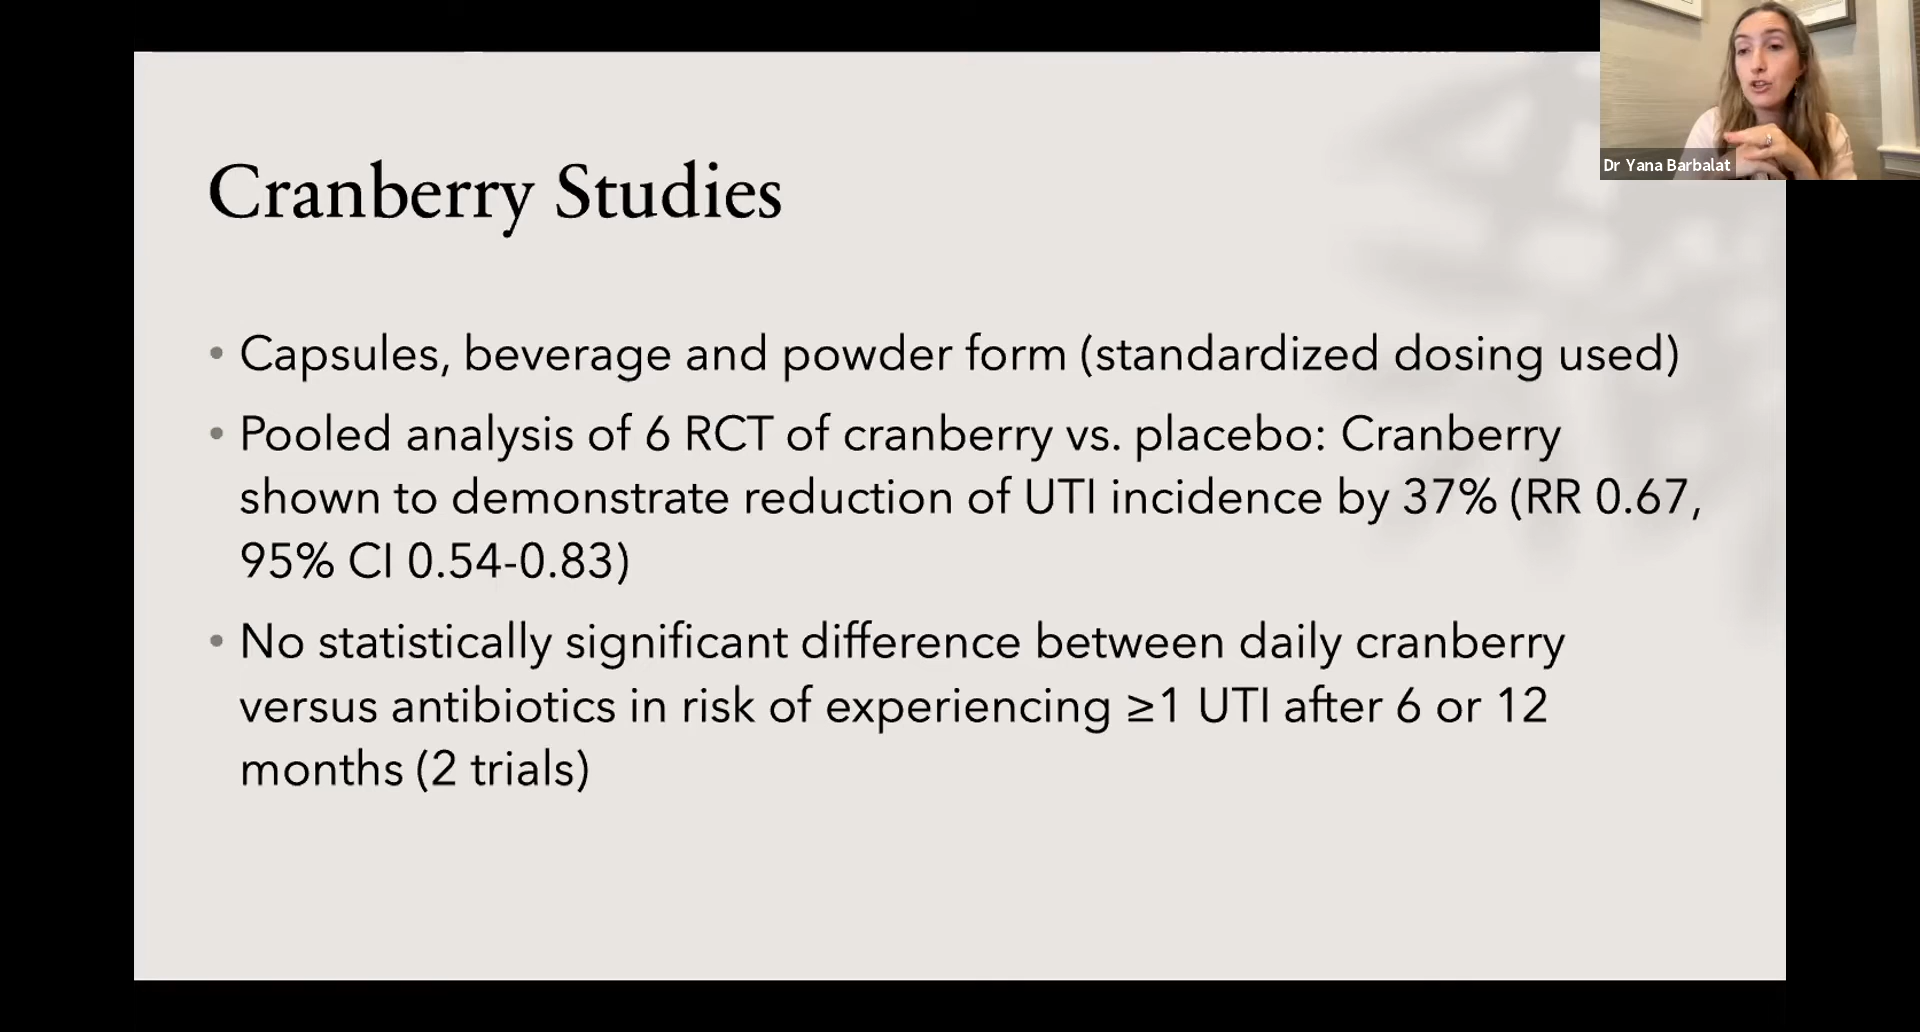 Dr Yana Barbalat
Cranberry Studies
• Capsules, beverage and powder form (standardized dosing used)
• Pooled analysis of 6 RCT of cranberry vs. placebo: Cranberry
shown to demonstrate reduction of UTI incidence by 37% (RR 0.67,
95% CI 0.54-0.83)
• No statistically significant difference between daily cranberry
versus antibiotics in risk of experiencing ≥1 UTI after 6 or 12
months (2 trials)